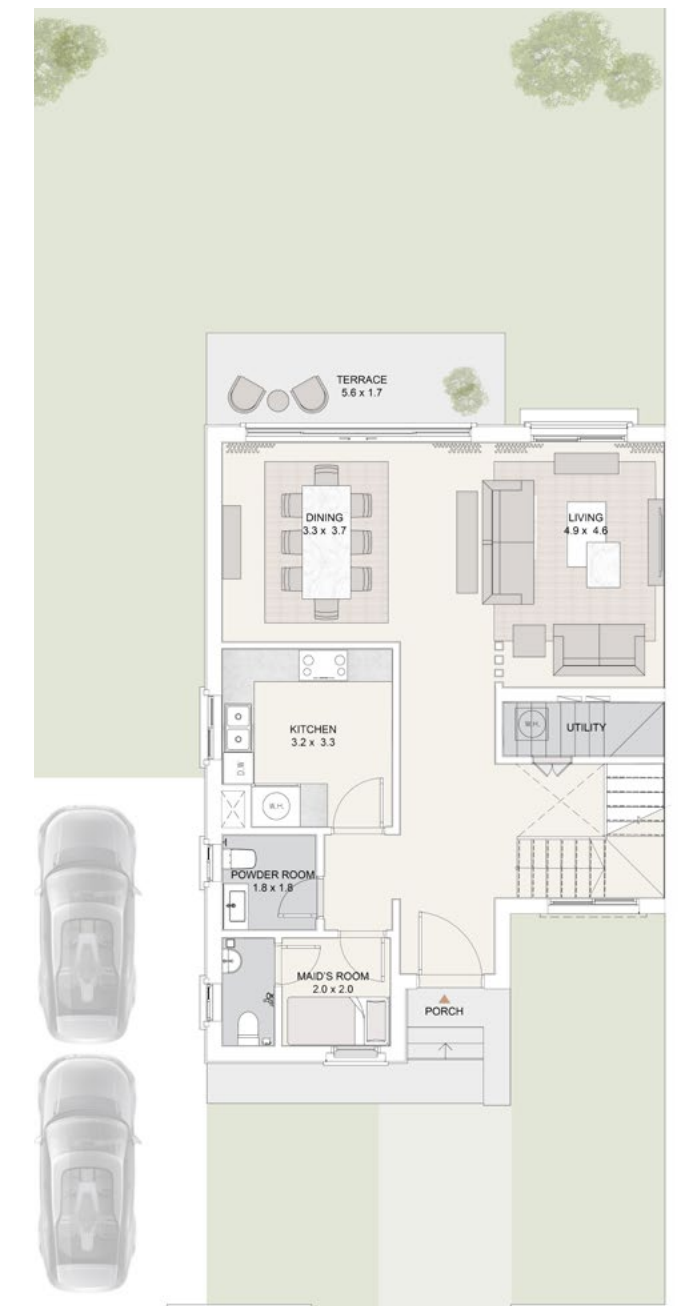 TERRACE
5.6 x 1.7
DINING
3.3 x 3.7
LIVING
4.9 x 4.6
KITCHEN
3.2 x 3.3
W.H.
UTILITY
D.W
W.H.
POWDER ROOM
1.8 x 1.8
MAID'S ROOM
2.0 x 2.0
PORCH